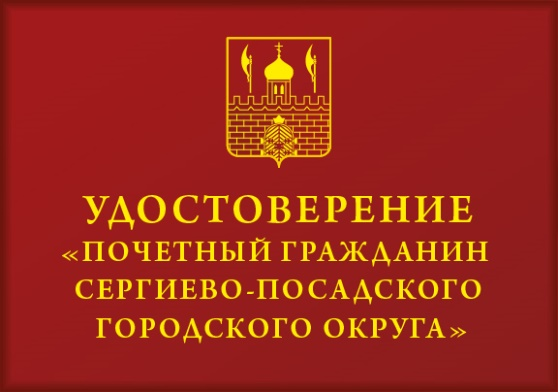 УДОСТОВЕРЕНИЕ
«ПОЧЕТНЫЙ ГРАЖДАНИН
СЕРГИЕВО-ПОСАДСКОГО
ГОРОДСКОГО ОКРУГА»